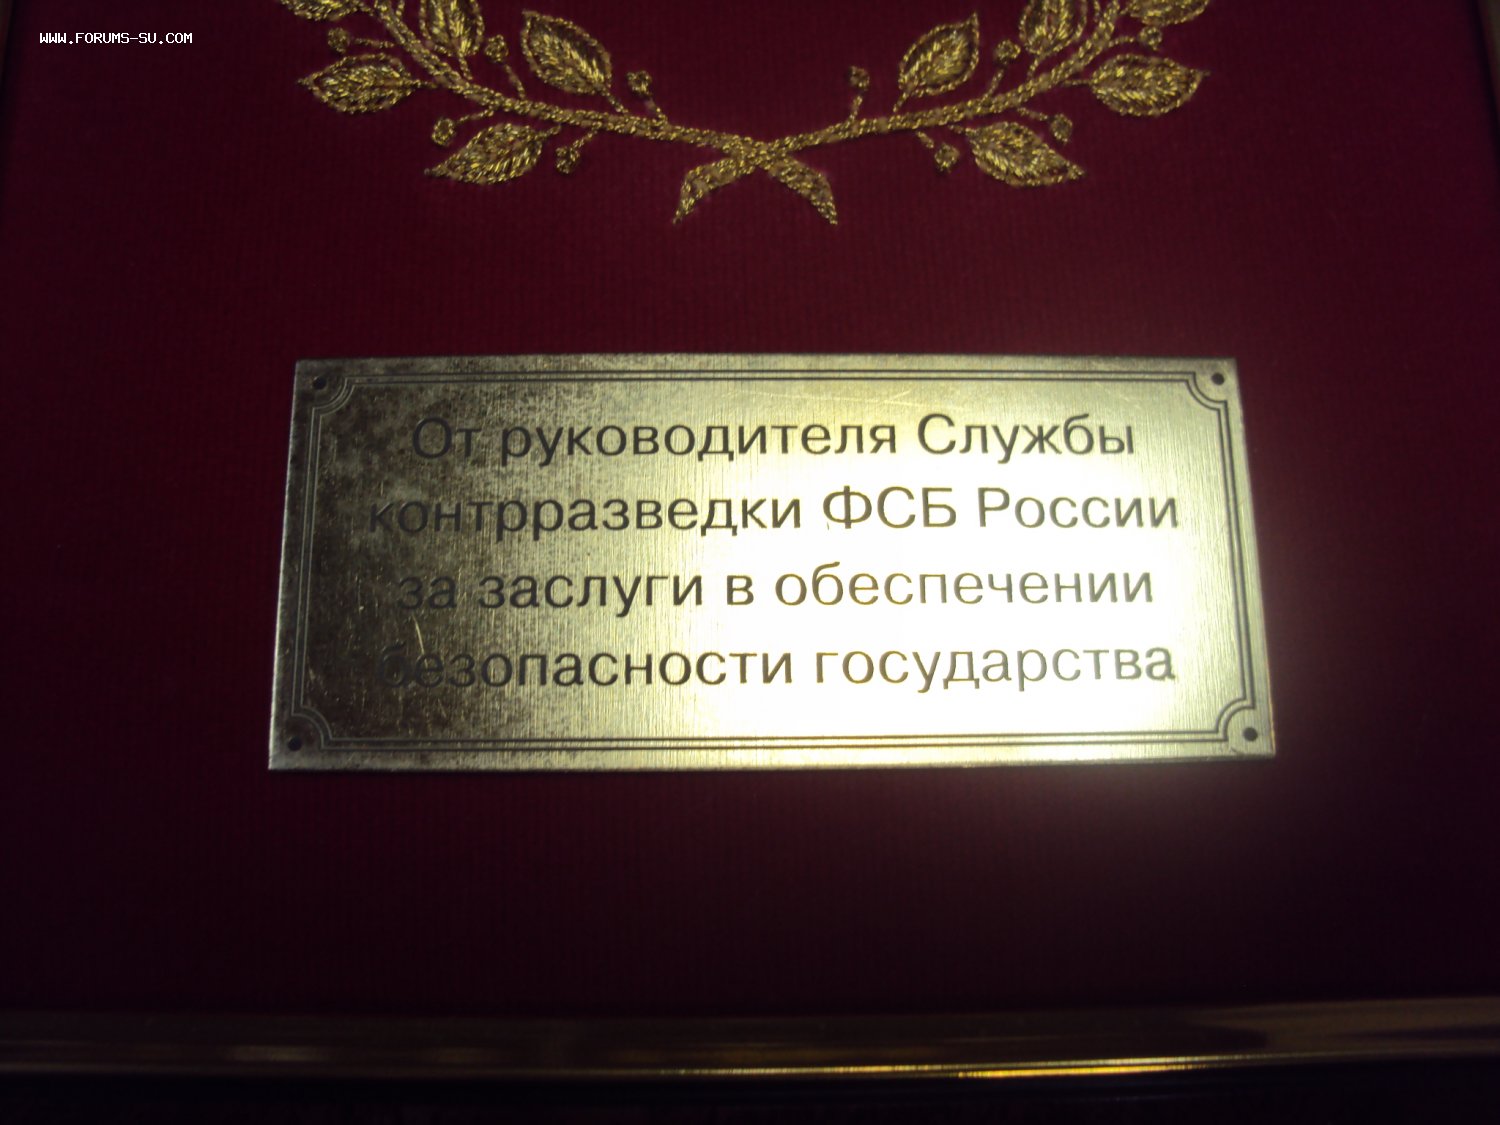 WWW.FORUMS-SU.COM
От руководителя Службы
контрразведки ФСБ России
за заслуги в обеспечении
безопасности государства